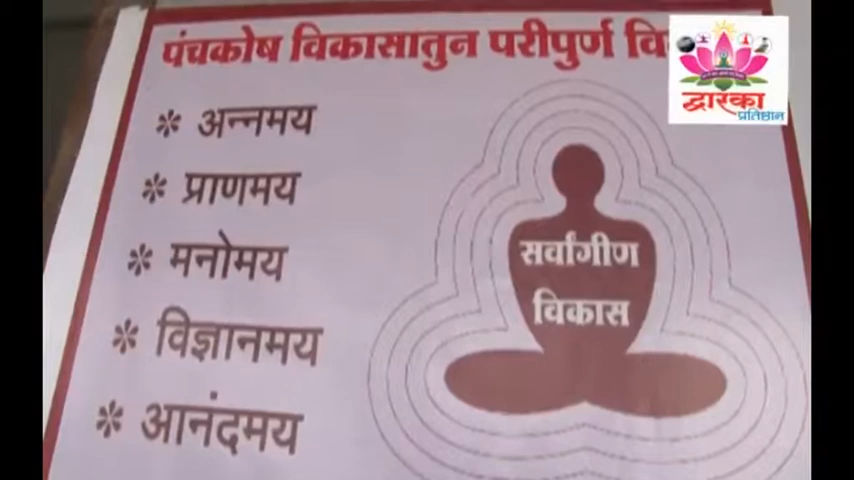 पंचकोष विकासातुन परीपुर्ण
* अन्नमय
* प्राणमय
* मनोमय
* विज्ञानमय
* आनंदमय
सर्वांगीण
विकास
द्वारका
प्रतिष्ठान